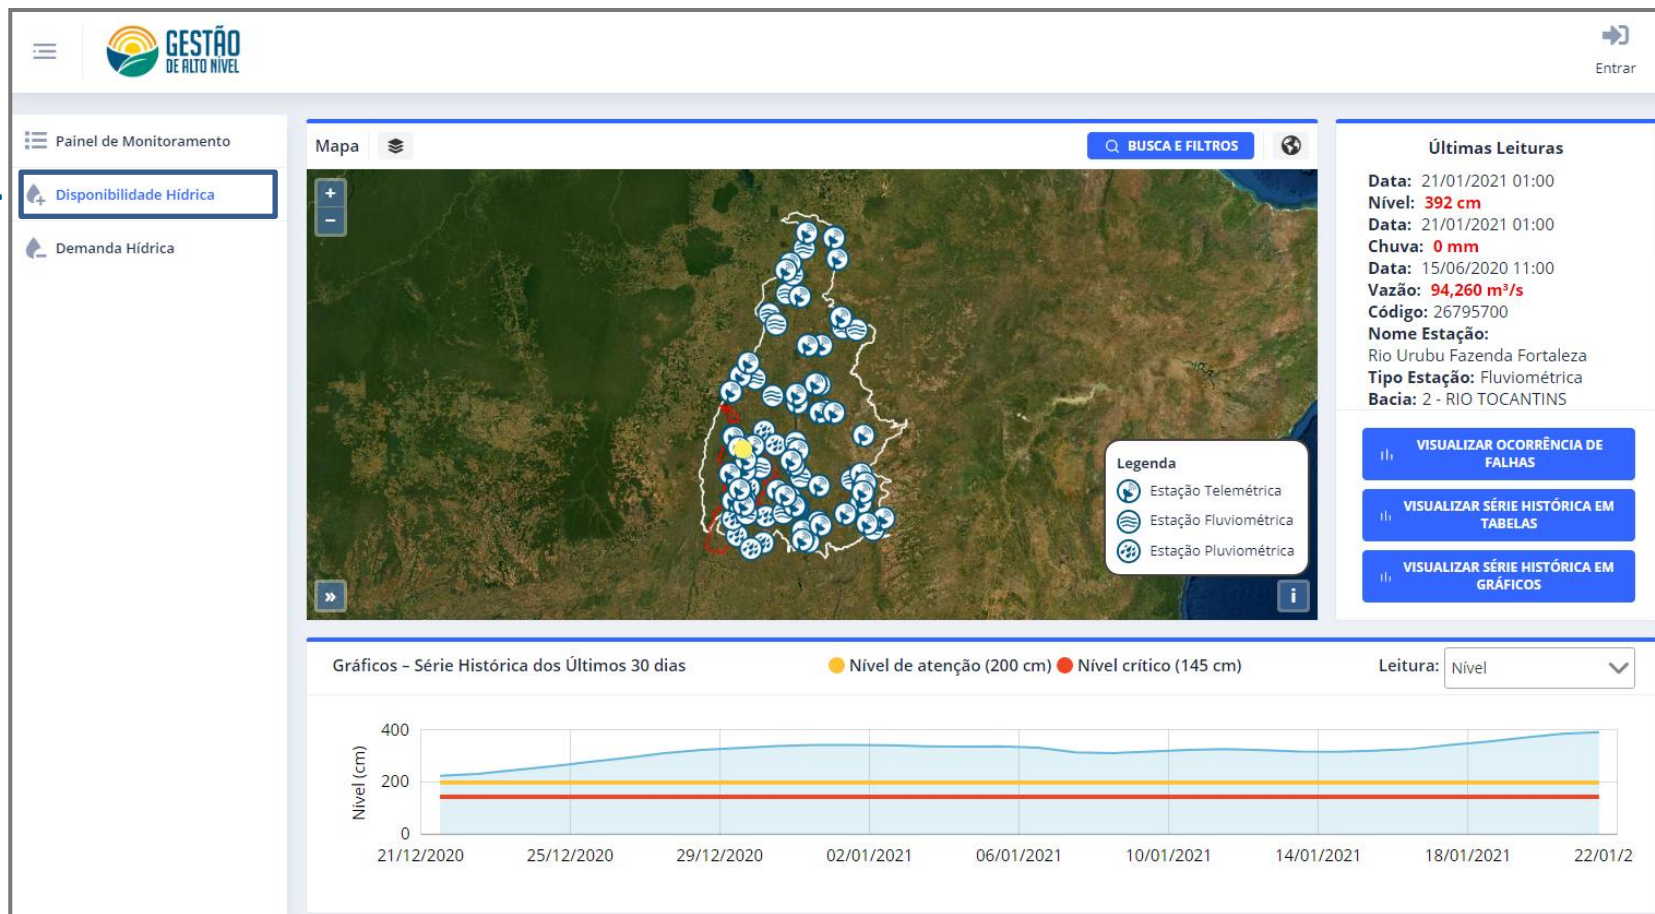 GESTÃO
DE ALTO NÍVEL
Entrar
Painel de Monitoramento
Disponibilidade Hídrica
Demanda Hídrica
Mapa
BUSCA E FILTROS
+
−
Legenda
Estação Telemétrica
Estação Fluviométrica
Estação Pluviométrica
»
i
Últimas Leituras
Data: 21/01/2021 01:00
Nível: 392 cm
Data: 21/01/2021 01:00
Chuva: 0 mm
Data: 15/06/2020 11:00
Vazão: 94,260 m³/s
Código: 26795700
Nome Estação:
Rio Urubu Fazenda Fortaleza
Tipo Estação: Fluviométrica
Bacia: 2 - RIO TOCANTINS
VISUALIZAR OCORRÊNCIA DE
FALHAS
VISUALIZAR SÉRIE HISTÓRICA EM
TABELAS
VISUALIZAR SÉRIE HISTÓRICA EM
GRÁFICOS
Gráficos – Série Histórica dos Últimos 30 dias
Nível de atenção (200 cm) Nível crítico (145 cm)
Leitura: Nível
Nível (cm)
400
200
0
21/12/2020 25/12/2020 29/12/2020 02/01/2021 06/01/2021 10/01/2021 14/01/2021 18/01/2021 22/01/2